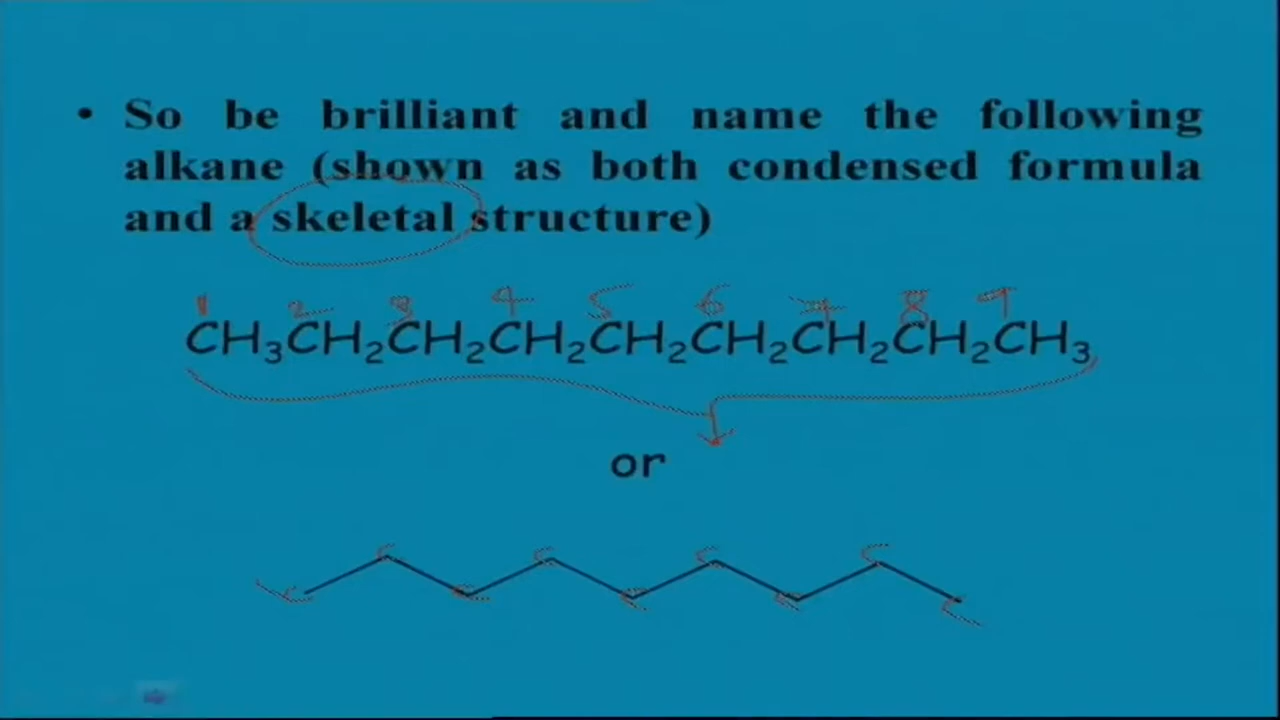 • So be brilliant and name the following
alkane (shown as both condensed formula
and a skeletal structure)
1 2 3 4 5 6 7 8 9
CH₃CH₂CH₂CH₂CH₂CH₂CH₂CH₂CH₃
or
C C C C C C C C C